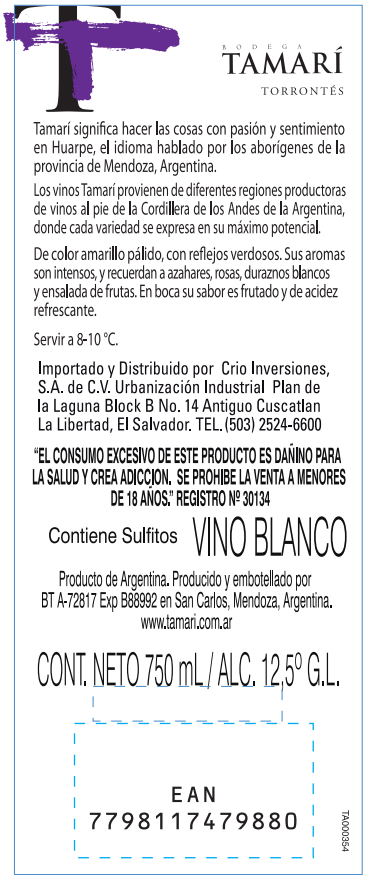 T
BODEGA
TAMARÍ
TORRONTÉS
Tamarí significa hacer las cosas con pasión y sentimiento
en Huarpe, el idioma hablado por los aborígenes de la
provincia de Mendoza, Argentina.
Los vinos Tamarí provienen de diferentes regiones productoras
de vinos al pie de la Cordillera de los Andes de la Argentina,
donde cada variedad se expresa en su máximo potencial.
De color amarillo pálido, con reflejos verdosos. Sus aromas
son intensos, y recuerdan a azahares, rosas, duraznos blancos
y ensalada de frutas. En boca su sabor es frutado y de acidez
refrescante.
Servir a 8-10 °C.
Importado y Distribuido por Crio Inversiones,
S.A. de C.V. Urbanización Industrial Plan de
la Laguna Block B No. 14 Antiguo Cuscatlan
La Libertad, El Salvador. TEL. (503) 2524-6600
"EL CONSUMO EXCESIVO DE ESTE PRODUCTO ES DAÑINO PARA
LA SALUD Y CREA ADICCION. SE PROHIBE LA VENTA A MENORES
DE 18 AÑOS." REGISTRO Nº 30134
Contiene Sulfitos VINO BLANCO
Producto de Argentina. Producido y embotellado por
BT A-72817 Exp B88992 en San Carlos, Mendoza, Argentina.
www.tamari.com.ar
CONT. NETO 750 mL / ALC. 12,5º G.L.
EAN
7798117479880
TA000354